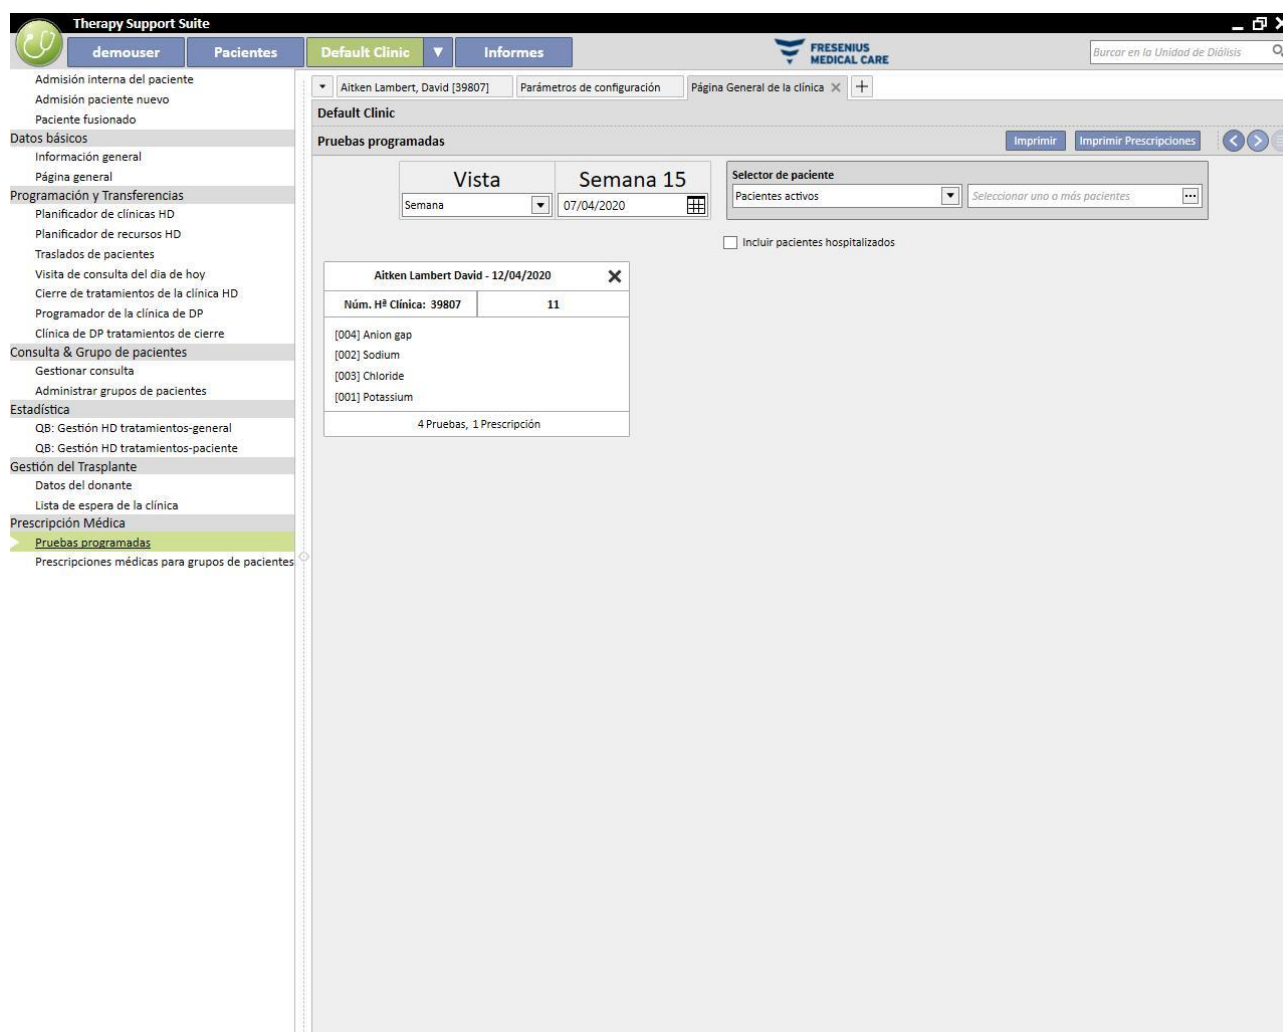 Therapy Support Suite
demouser
Pacientes
Default Clinic
Informes
FRESENIUS
MEDICAL CARE
Burcar en la Unidad de Diálisis
Admisión interna del paciente
Admisión paciente nuevo
Paciente fusionado
Datos básicos
Información general
Página general
Programación y Transferencias
Planificador de clínicas HD
Planificador de recursos HD
Traslados de pacientes
Visita de consulta del dia de hoy
Cierre de tratamientos de la clínica HD
Programador de la clínica de DP
Clínica de DP tratamientos de cierre
Consulta & Grupo de pacientes
Gestionar consulta
Administrar grupos de pacientes
Estadística
QB: Gestión HD tratamientos-general
QB: Gestión HD tratamientos-paciente
Gestión del Trasplante
Datos del donante
Lista de espera de la clínica
Prescripción Médica
Pruebas programadas
Prescripciones médicas para grupos de pacientes
Aitken Lambert, David [39807]
Parámetros de configuración
Página General de la clínica
Default Clinic
Pruebas programadas
Imprimir
Imprimir Prescripciones
Vista
Semana
Semana 15
07/04/2020
Selector de paciente
Pacientes activos
Seleccionar uno o más pacientes
Incluir pacientes hospitalizados
Aitken Lambert David - 12/04/2020
Núm. Hª Clínica: 39807
11
[004] Anion gap
[002] Sodium
[003] Chloride
[001] Potassium
4 Pruebas, 1 Prescripción